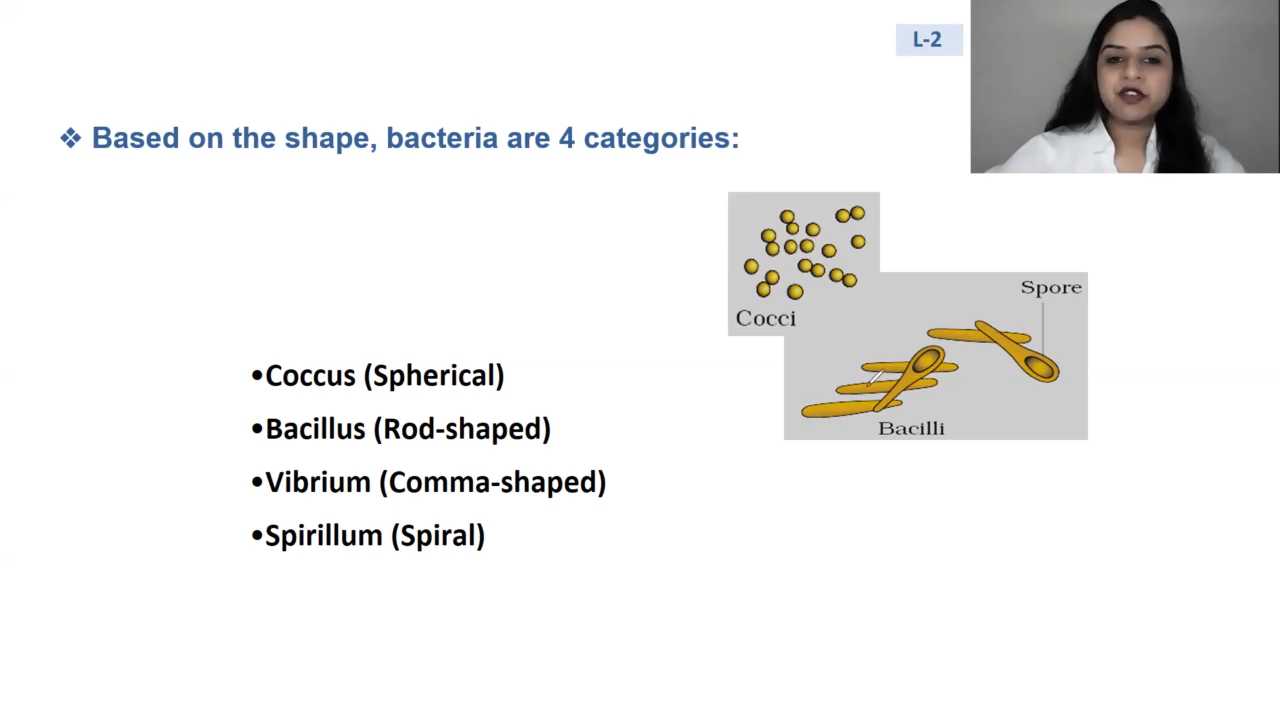 L-2
❖ Based on the shape, bacteria are 4 categories:
Cocci
Spore
Bacilli
•Coccus (Spherical)
•Bacillus (Rod-shaped)
•Vibrium (Comma-shaped)
•Spirillum (Spiral)